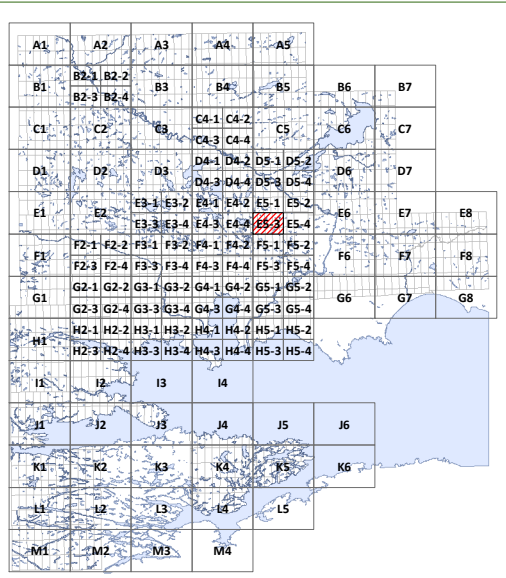 A1 A2 A3 A4 A5
B2-1 B2-2
B1 B3 B4 B5 B6 B7
B2-3 B2-4
C4-1 C4-2
C1 C2 C3 C5 C6 C7
C4-3 C4-4
D4-1 D4-2 D5-1 D5-2
D1 D2 D3 D6 D7
D4-3 D4-4 D5-3 D5-4
E3-1 E3-2 E4-1 E4-2 E5-1 E5-2
E1 E2 E6 E7 E8
E3-3 E3-4 E4-3 E4-4 E5-3 E5-4
F2-1 F2-2 F3-1 F3-2 F4-1 F4-2 F5-1 F5-2
F1 F6 F7 F8
F2-3 F2-4 F3-3 F3-4 F4-3 F4-4 F5-3 F5-4
G2-1 G2-2 G3-1 G3-2 G4-1 G4-2 G5-1 G5-2
G1 G6 G7 G8
G2-3 G2-4 G3-3 G3-4 G4-3 G4-4 G5-3 G5-4
H2-1 H2-2 H3-1 H3-2 H4-1 H4-2 H5-1 H5-2
H1
H2-3 H2-4 H3-3 H3-4 H4-3 H4-4 H5-3 H5-4
I1 I2 I3 I4
J1 J2 J3 J4 J5 J6
K1 K2 K3 K4 K5 K6
L1 L2 L3 L4 L5
M1 M2 M3 M4